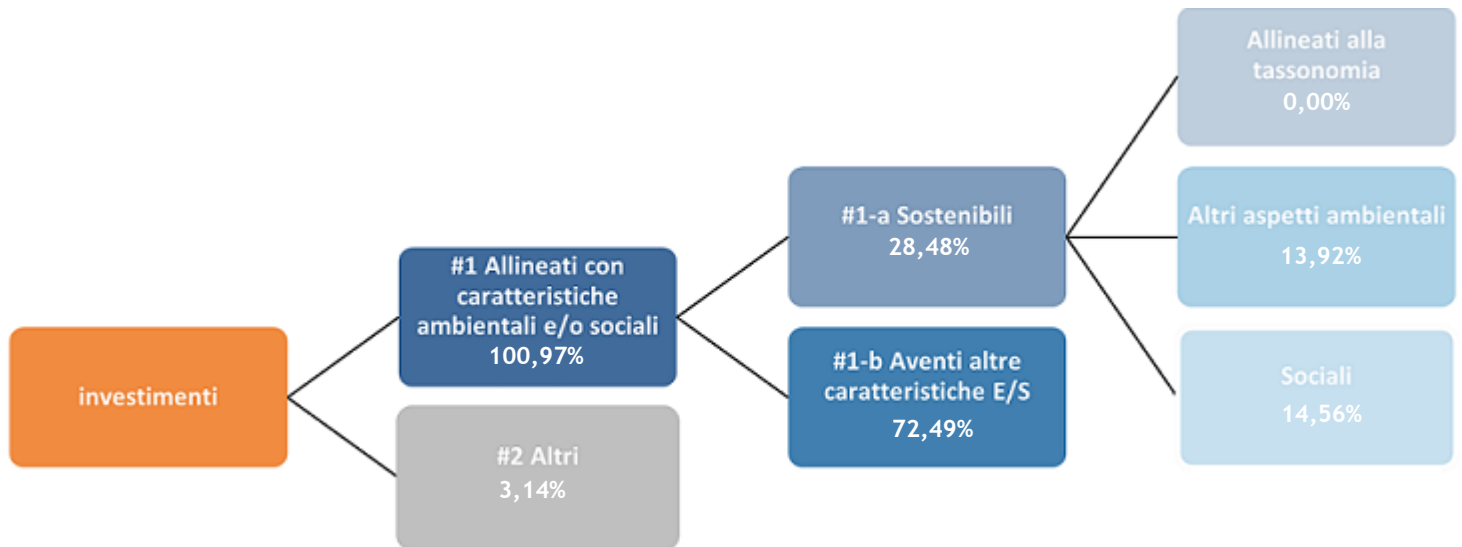 investimenti
#1 Allineati con
caratteristiche
ambientali e/o sociali
100,97%
#2 Altri
3,14%
#1-a Sostenibili
28,48%
#1-b Aventi altre
caratteristiche E/S
72,49%
Allineati alla
tassonomia
0,00%
Altri aspetti ambientali
13,92%
Sociali
14,56%